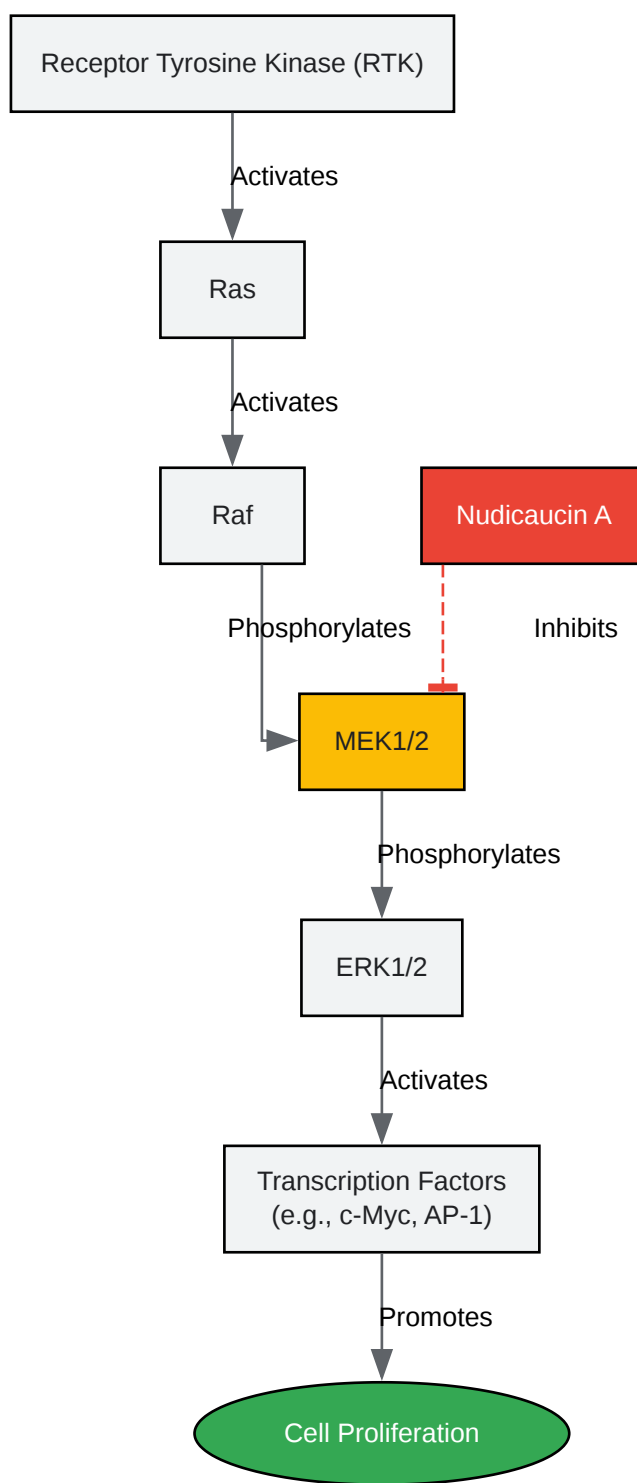 Receptor Tyrosine Kinase (RTK)
Activates
Ras
Activates
Raf
Nudicaucin A
Phosphorylates
Inhibits
MEK1/2
Phosphorylates
ERK1/2
Activates
Transcription Factors
(e.g., c-Myc, AP-1)
Promotes
Cell Proliferation